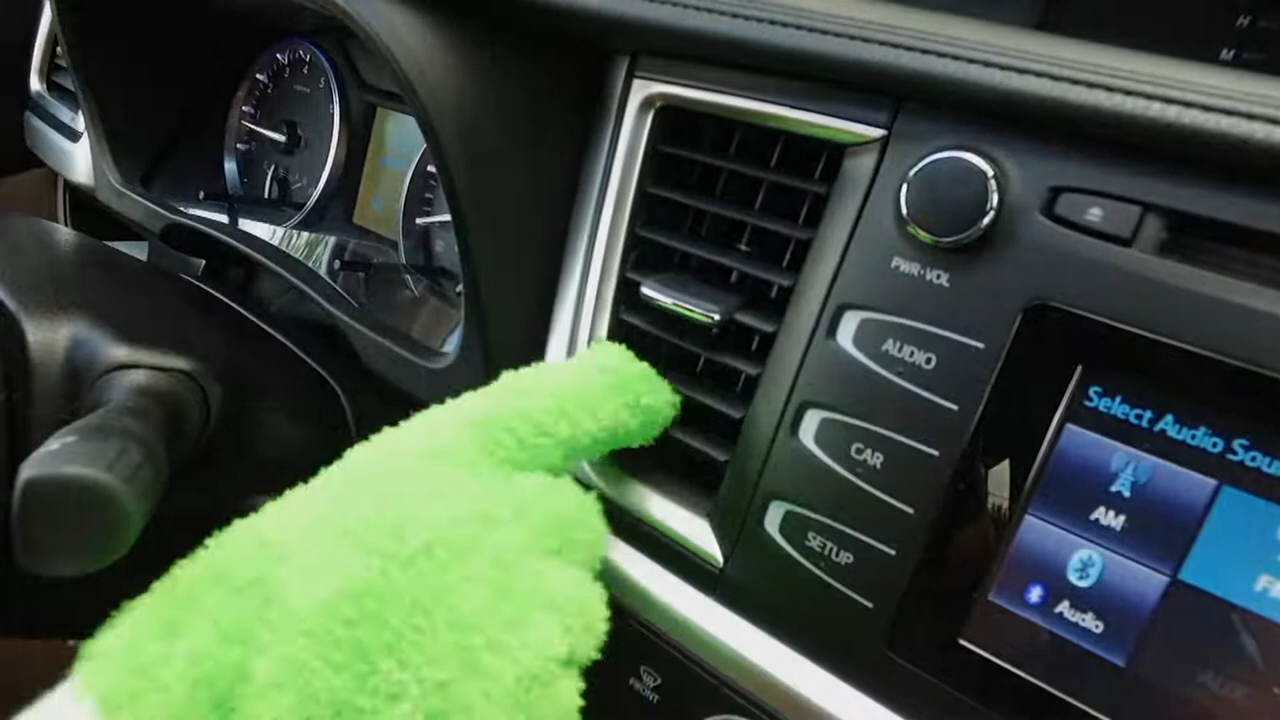 H
M
PWR·VOL
AUDIO
CAR
SETUP
Select Audio Sou
AM
Audio
FRONT